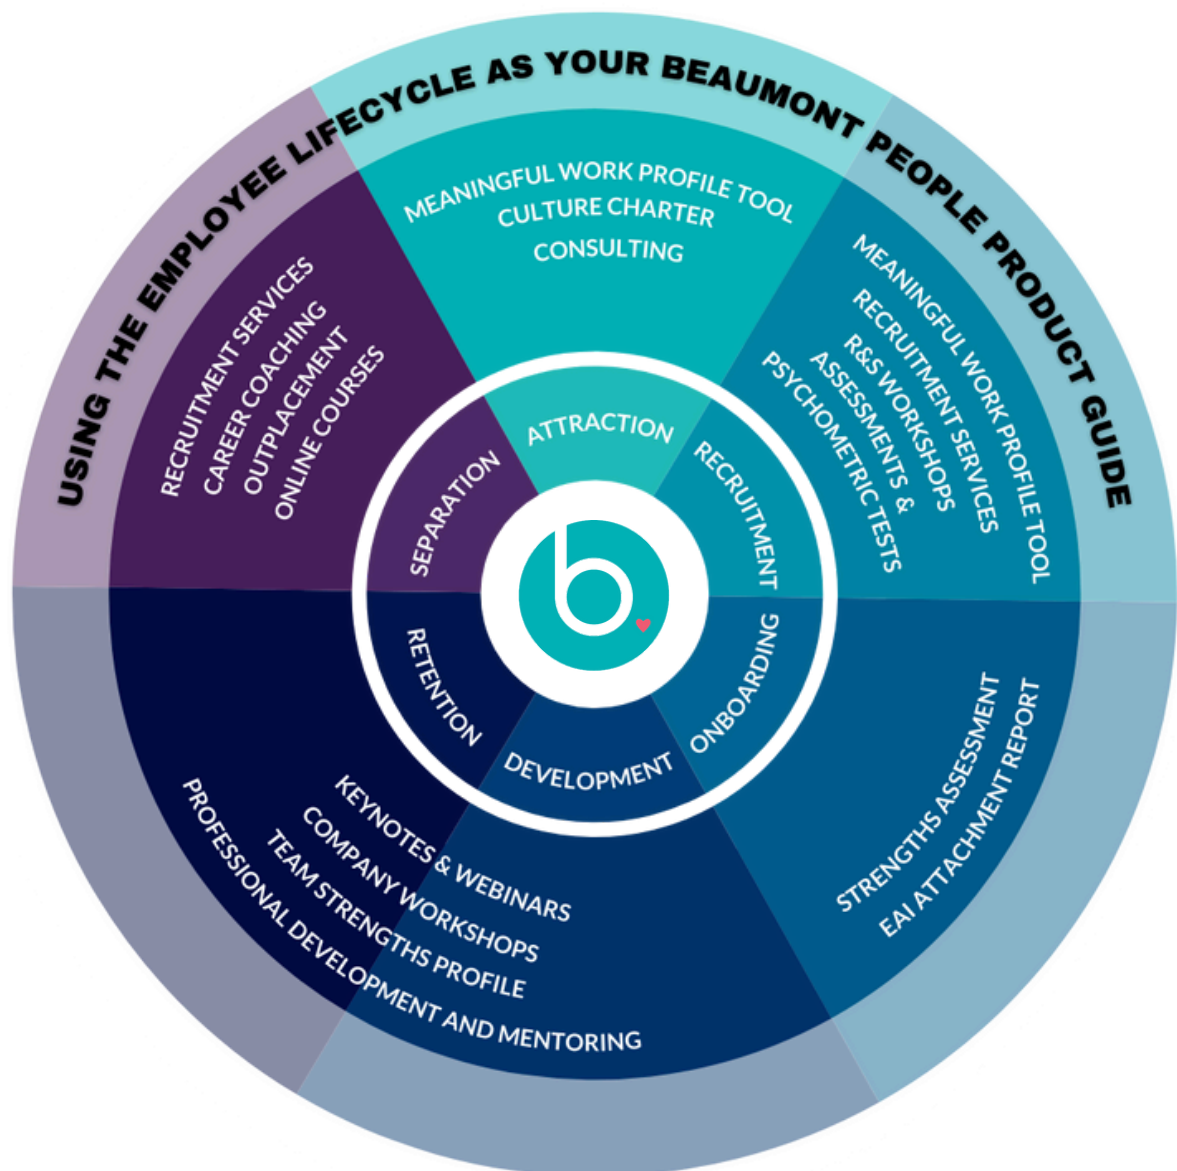 USING THE EMPLOYEE LIFECYCLE AS YOUR BEAUMONT PEOPLE PRODUCT GUIDE
MEANINGFUL WORK PROFILE TOOL
CULTURE CHARTER
CONSULTING
ATTRACTION
MEANINGFUL WORK PROFILE TOOL
RECRUITMENT SERVICES
R&S WORKSHOPS
ASSESSMENTS &
PSYCHOMETRIC TESTS
RECRUITMENT
ONBOARDING
STRENGTHS ASSESSMENT
EAI ATTACHMENT REPORT
DEVELOPMENT
RETENTION
KEYNOTES & WEBINARS
COMPANY WORKSHOPS
TEAM STRENGTHS PROFILE
PROFESSIONAL DEVELOPMENT AND MENTORING
SEPARATION
RECRUITMENT SERVICES
CAREER COACHING
OUTPLACEMENT
ONLINE COURSES
b